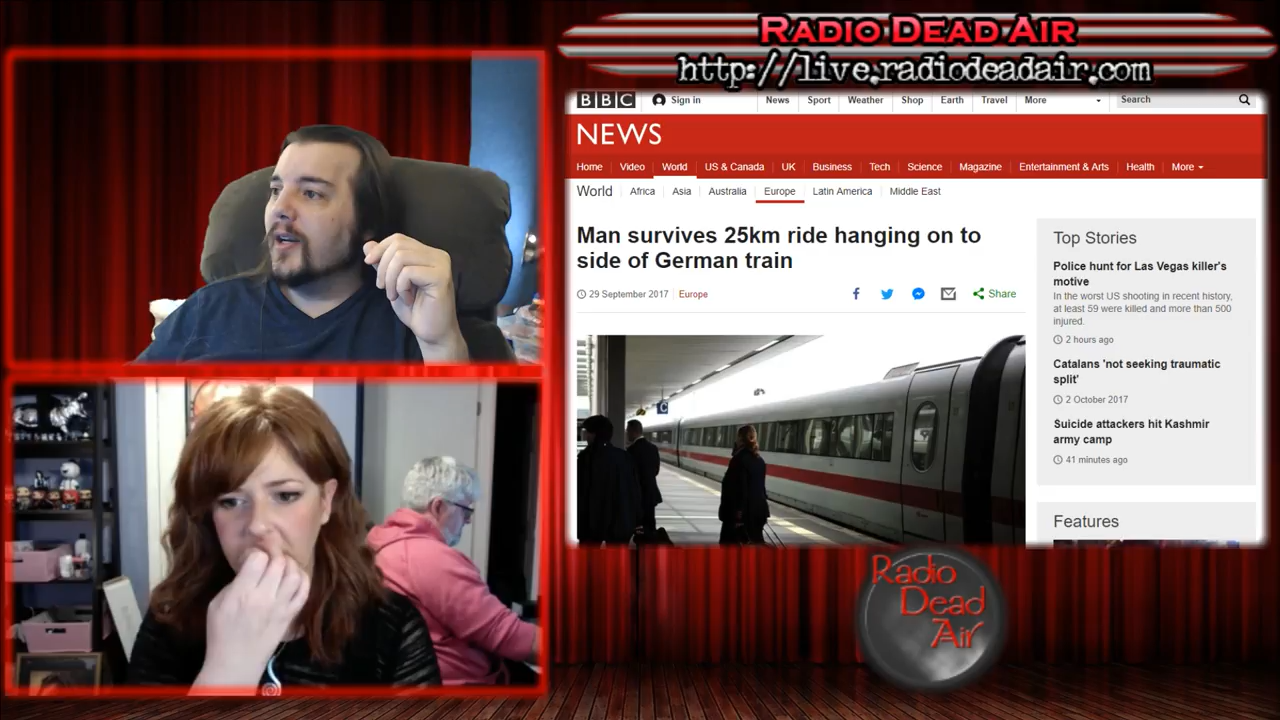 RADIO DEAD AIR
http://live.radiodeadair.com
BBC Sign in News Sport Weather Shop Earth Travel More Search
NEWS
Home Video World US & Canada UK Business Tech Science Magazine Entertainment & Arts Health More
World Africa Asia Australia Europe Latin America Middle East
Man survives 25km ride hanging on to
side of German train
29 September 2017 Europe
Share
C
Top Stories
Police hunt for Las Vegas killer's
motive
In the worst US shooting in recent history,
at least 59 were killed and more than 500
injured.
2 hours ago
Catalans 'not seeking traumatic
split'
2 October 2017
Suicide attackers hit Kashmir
army camp
41 minutes ago
Features
Radio
Dead
Air